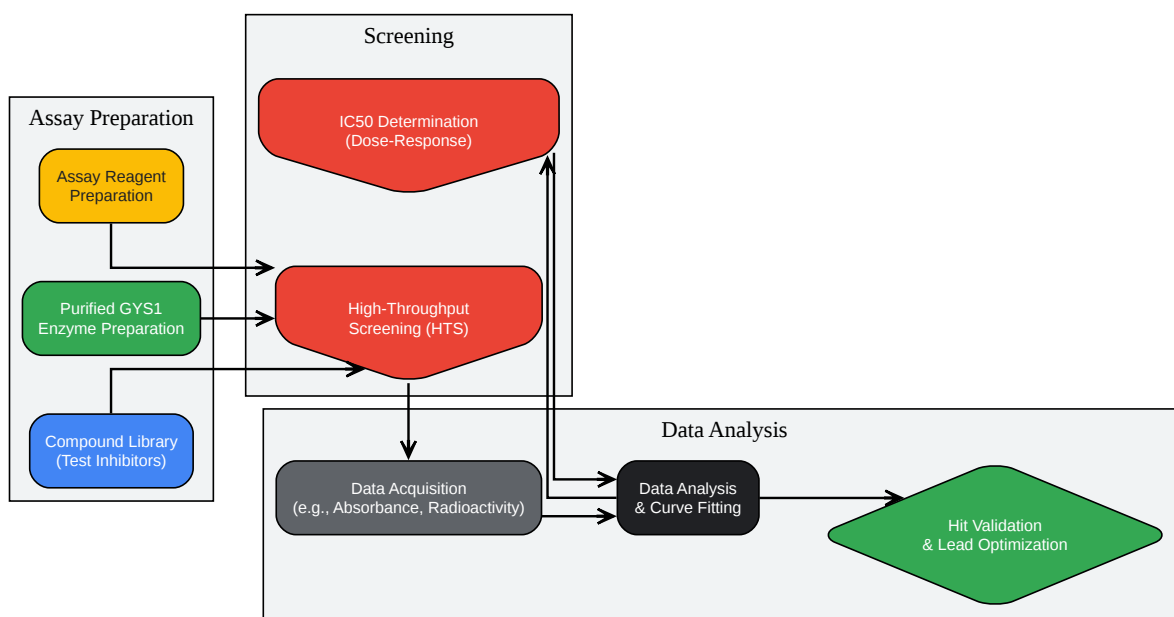 Screening
IC50 Determination
(Dose-Response)
Assay Preparation
Assay Reagent
Preparation
Purified GYS1
Enzyme Preparation
High-Throughput
Screening (HTS)
Compound Library
(Test Inhibitors)
Data Analysis
Data Acquisition
(e.g., Absorbance, Radioactivity)
Data Analysis
& Curve Fitting
Hit Validation
& Lead Optimization